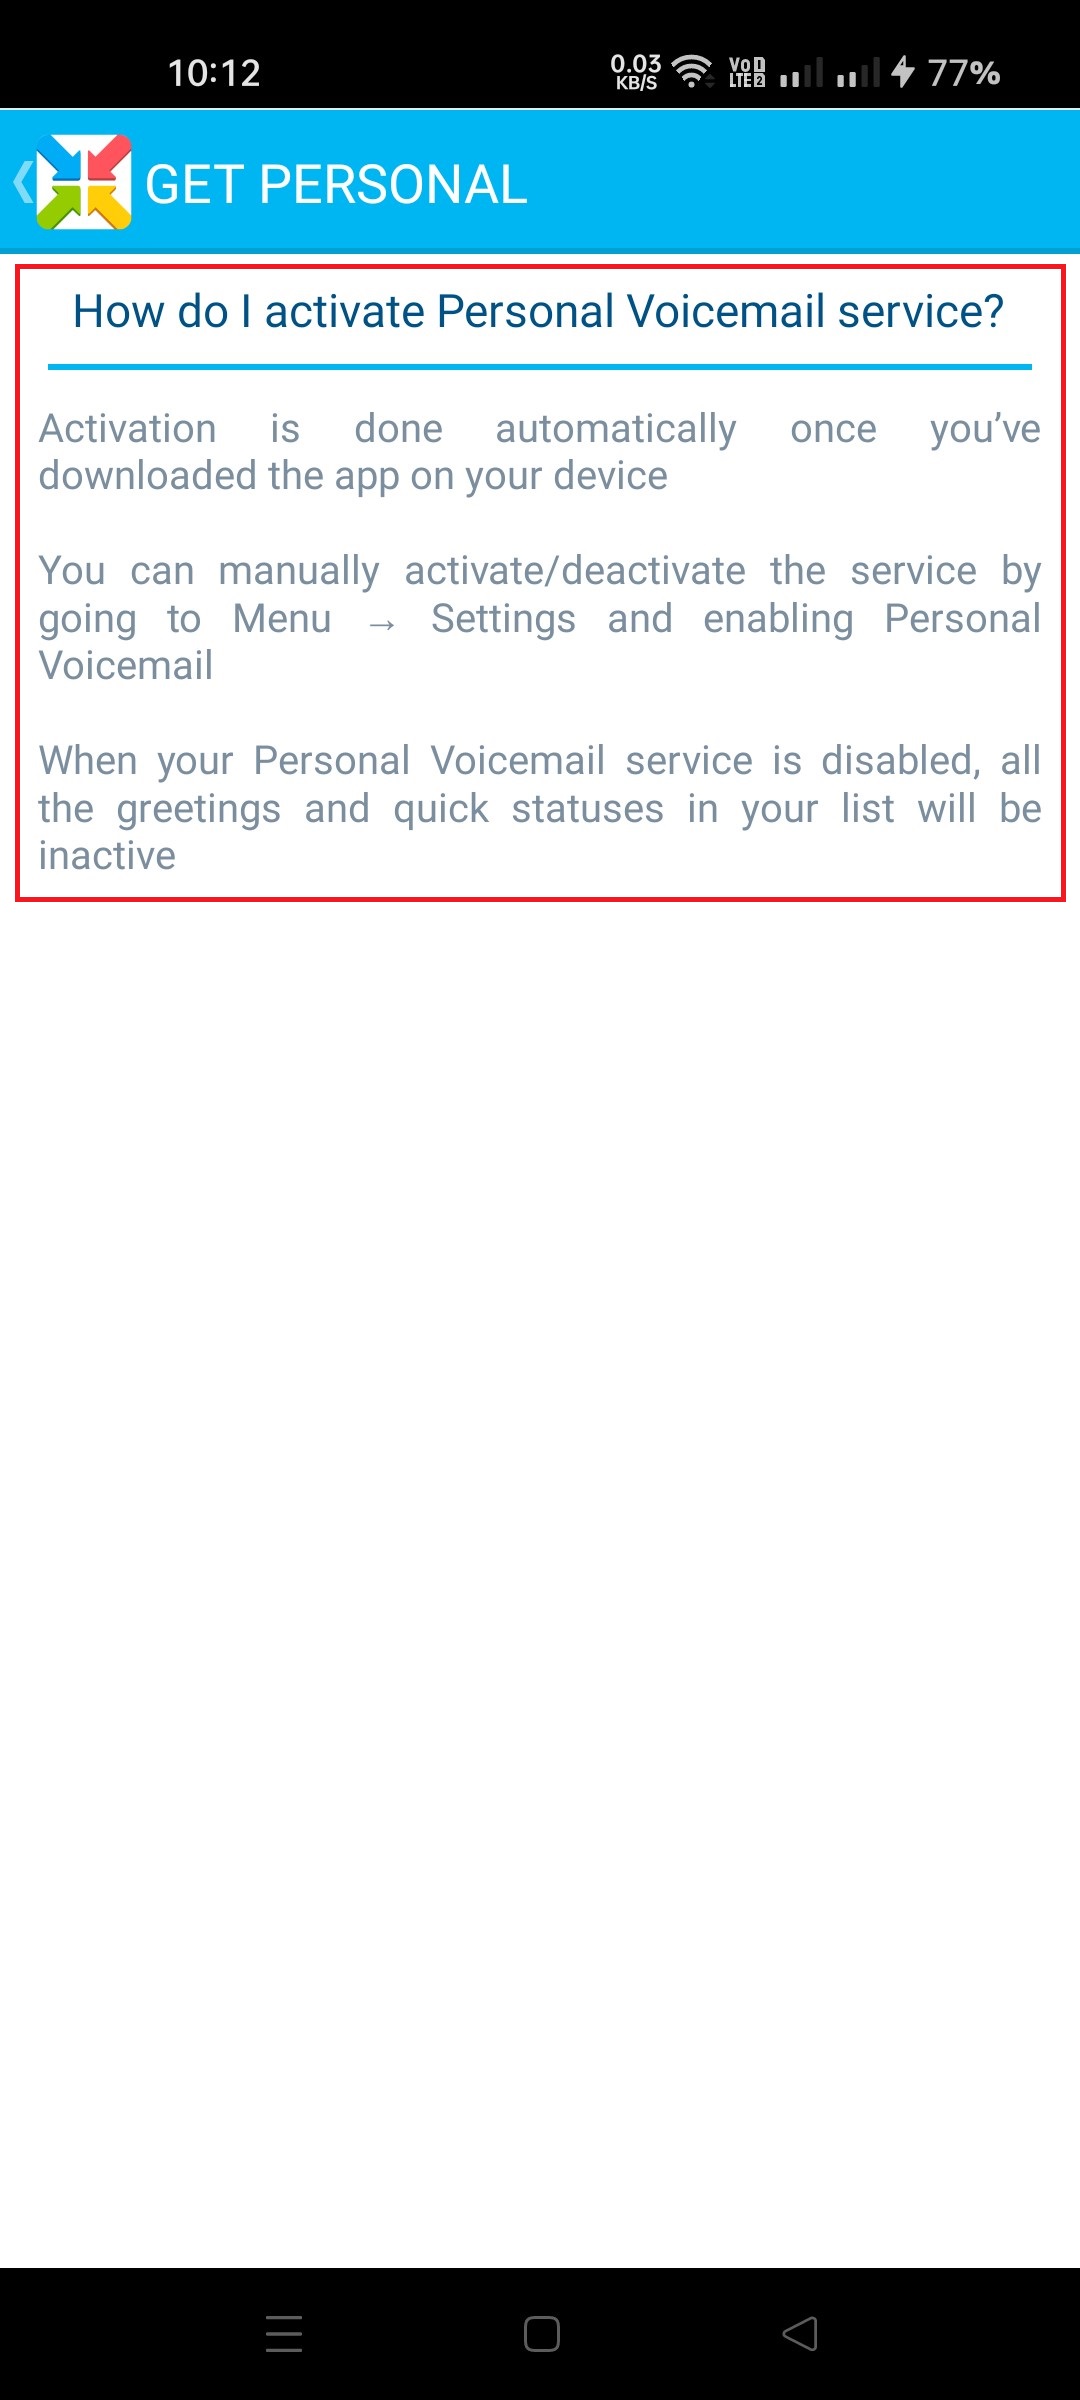 10:12
0.03
KB/S
VoD 1
LTE 2
77%
GET PERSONAL
How do I activate Personal Voicemail service?
Activation is done automatically once you’ve
downloaded the app on your device
You can manually activate/deactivate the service by
going to Menu → Settings and enabling Personal
Voicemail
When your Personal Voicemail service is disabled, all
the greetings and quick statuses in your list will be
inactive